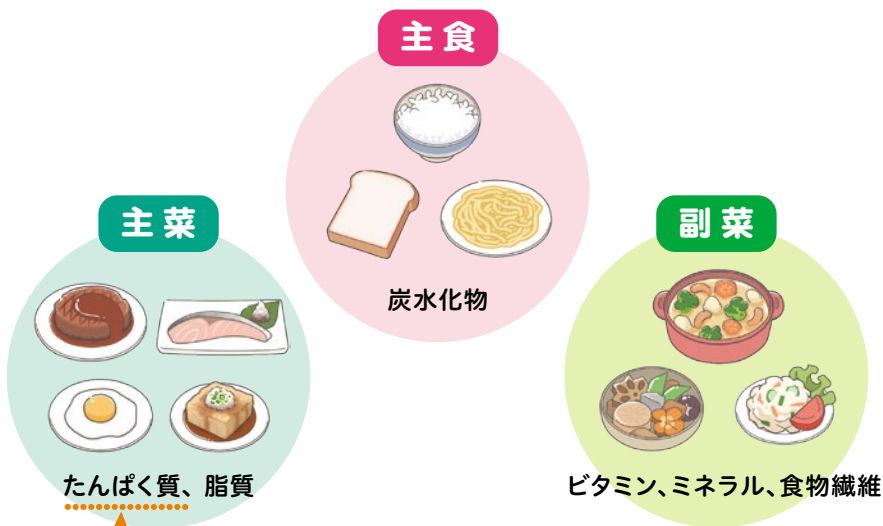 主食
炭水化物
主菜
たんぱく質、脂質
副菜
ビタミン、ミネラル、食物繊維